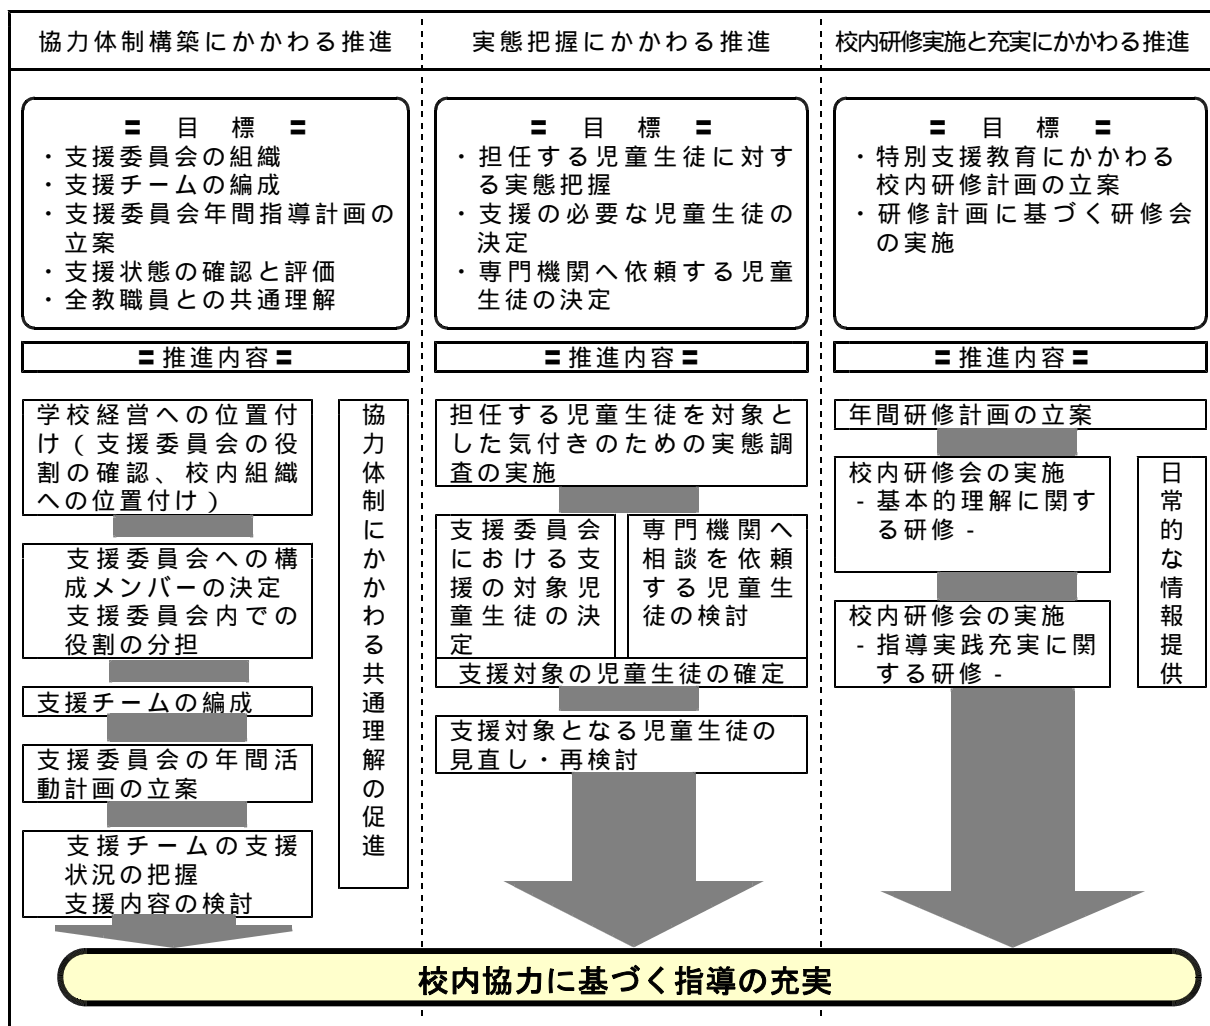 協力体制構築にかかわる推進
実態把握にかかわる推進
校内研修実施と充実にかかわる推進
〓 目 標 〓
・支援委員会の組織
・支援チームの編成
・支援委員会年間指導計画の
立案
・支援状態の確認と評価
・全教職員との共通理解
〓 目 標 〓
・担任する児童生徒に対す
る実態把握
・支援の必要な児童生徒の
決定
・専門機関へ依頼する児童
生徒の決定
〓 目 標 〓
・特別支援教育にかかわる
校内研修計画の立案
・研修計画に基づく研修会
の実施
〓推進内容〓
〓推進内容〓
〓推進内容〓
学校経営への位置付
け（支援委員会の役
割の確認、校内組織
への位置付け）
支援委員会への構
成メンバーの決定
支援委員会内での
役割の分担
支援チームの編成
支援委員会の年間活
動計画の立案
支援チームの支援
状況の把握
支援内容の検討
協力体制にかかわる共通理解の促進
担任する児童生徒を対象と
した気付きのための実態調
査の実施
支援委員会
における支
援の対象児
童生徒の決
定
専門機関へ
相談を依頼
する児童生
徒の検討
支援対象の児童生徒の確定
支援対象となる児童生徒の
見直し・再検討
年間研修計画の立案
校内研修会の実施
- 基本的理解に関す
る研修 -
校内研修会の実施
- 指導実践充実に関
する研修 -
日常的な情報提供
校内協力に基づく指導の充実